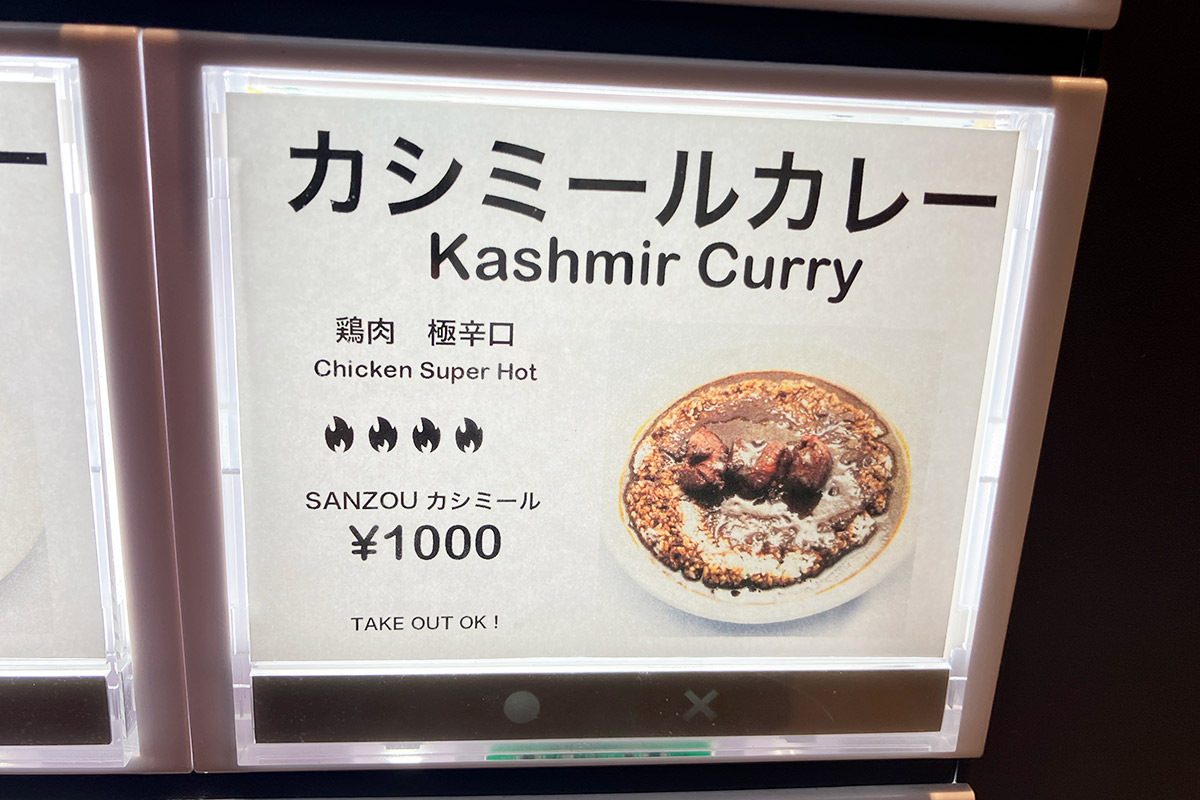 カシミールカレー
Kashmir Curry
鶏肉　極辛口
Chicken Super Hot
SANZOU カシミール
¥1000
TAKE OUT OK！